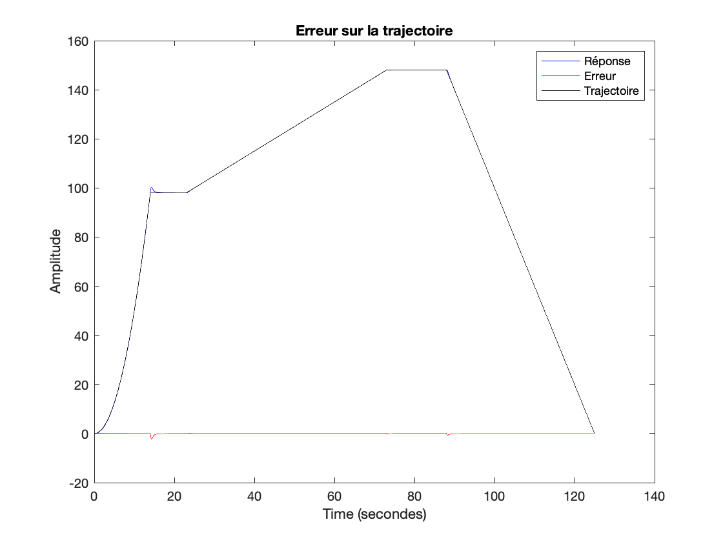 Erreur sur la trajectoire
160
140
120
100
80
60
40
20
0
-20
Amplitude
Réponse
Erreur
Trajectoire
0 20 40 60 80 100 120 140
Time (secondes)